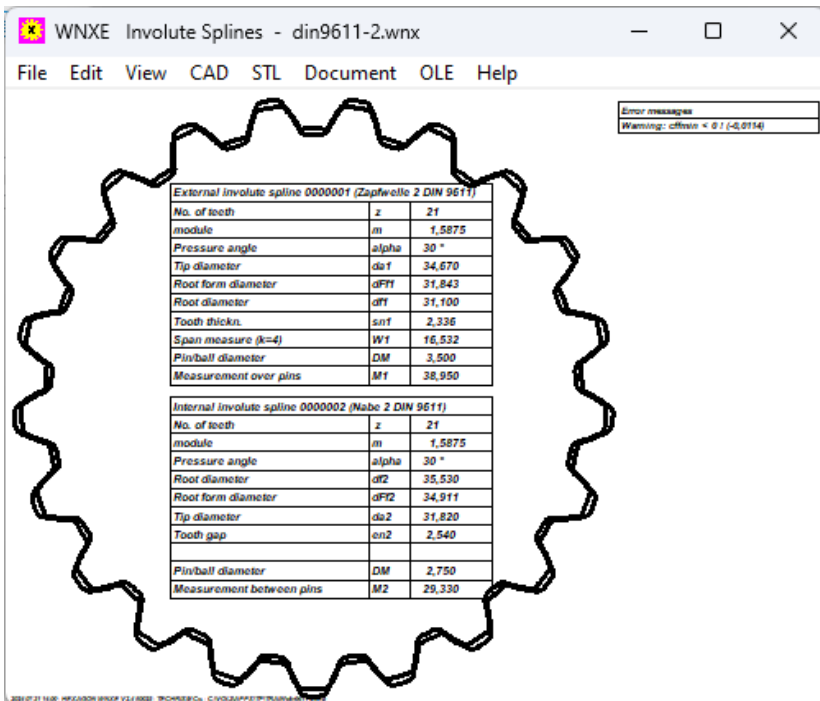 WNXE Involute Splines - din9611-2.wnx
File Edit View CAD STL Document OLE Help
Error messages
Warning: cffmin < 0 ! (-0,0114)
External involute spline 0000001 (Zapfwelle 2 DIN 9611)
No. of teeth z 21
module m 1,5875
Pressure angle alpha 30 °
Tip diameter da1 34,670
Root form diameter dFf1 31,843
Root diameter df1 31,100
Tooth thickn. sn1 2,336
Span measure (k=4) W1 16,532
Pin/ball diameter DM 3,500
Measurement over pins M1 38,950
Internal involute spline 0000002 (Nabe 2 DIN 9611)
No. of teeth z 21
module m 1,5875
Pressure angle alpha 30 °
Root diameter df2 35,530
Root form diameter dFf2 34,911
Tip diameter da2 31,820
Tooth gap en2 2,540
Pin/ball diameter DM 2,750
Measurement between pins M2 29,330